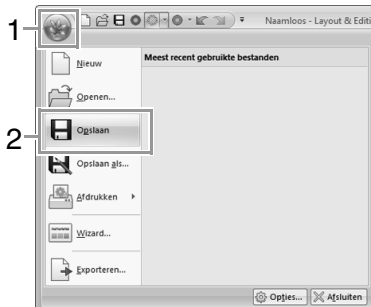 1
Naamloos - Layout & Editi
Meest recent gebruikte bestanden
Nieuw
Openen...
2
Opslaan
Opslaan als...
Afdrukken
Wizard...
Exporteren...
Opties...
Afsluiten